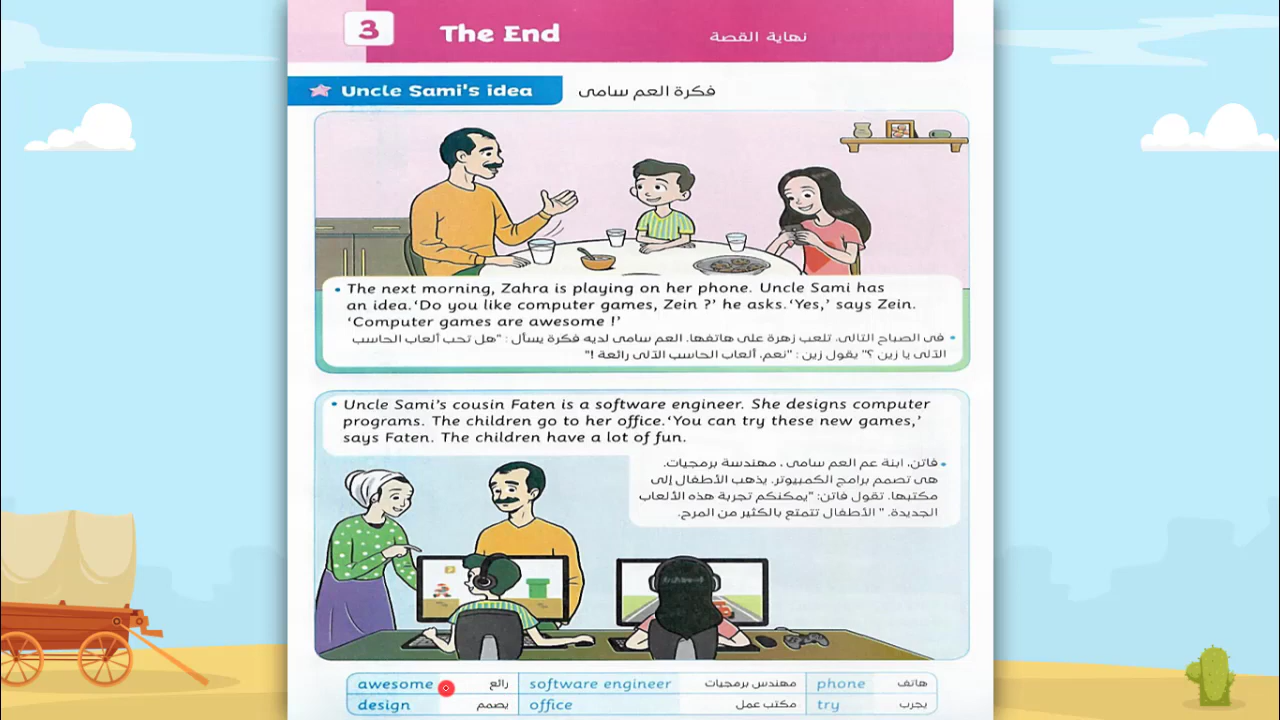 3 The End نهاية القصة
Uncle Sami's idea فكرة العم سامى
• The next morning, Zahra is playing on her phone. Uncle Sami has
an idea.‘Do you like computer games, Zein ?’ he asks.‘Yes,’ says Zein.
‘Computer games are awesome !’
• فى الصباح التالى، تلعب زهرة على هاتفها. العم سامى لديه فكرة يسأل : "هل تحب ألعاب الحاسب
الآلى يا زين ؟" يقول زين : "نعم. ألعاب الحاسب الآلى رائعة !"
• Uncle Sami’s cousin Faten is a software engineer. She designs computer
programs. The children go to her office.‘You can try these new games,’
says Faten. The children have a lot of fun.
• فاتن، ابنة عم العم سامى ، مهندسة برمجيات.
هى تصمم برامج الكمبيوتر. يذهب الأطفال إلى
مكتبها. تقول فاتن: "يمكنكم تجربة هذه الألعاب
الجديدة. " الأطفال تتمتع بالكثير من المرح.
awesome رائع software engineer مهندس برمجيات phone هاتف
design يصمم office مكتب عمل try يجرب